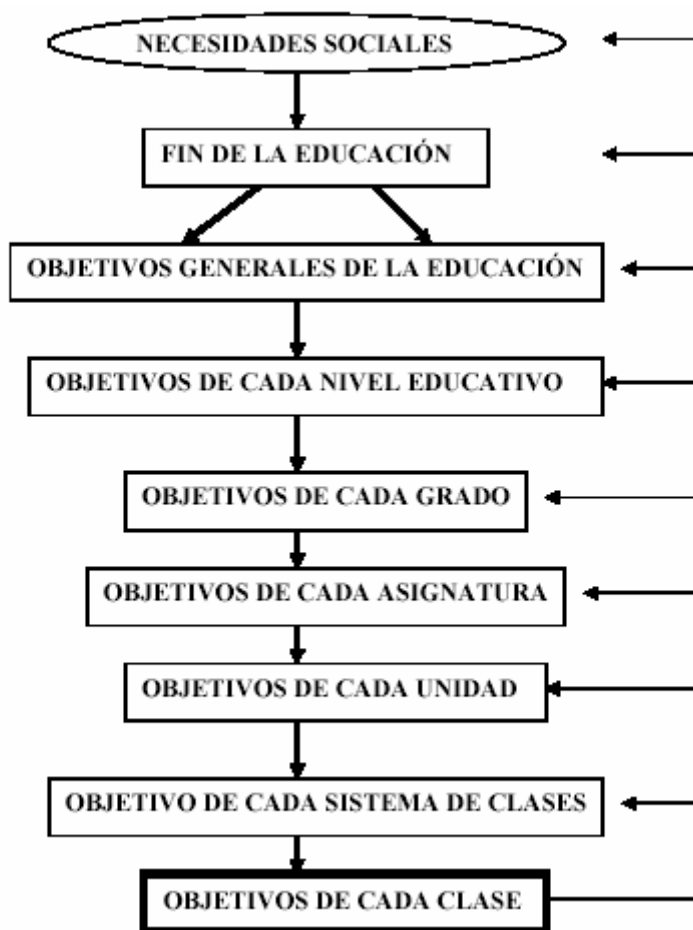 NECESIDADES SOCIALES
FIN DE LA EDUCACIÓN
OBJETIVOS GENERALES DE LA EDUCACIÓN
OBJETIVOS DE CADA NIVEL EDUCATIVO
OBJETIVOS DE CADA GRADO
OBJETIVOS DE CADA ASIGNATURA
OBJETIVOS DE CADA UNIDAD
OBJETIVO DE CADA SISTEMA DE CLASES
OBJETIVOS DE CADA CLASE